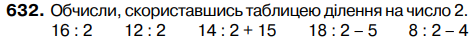 632. Обчисли, скориставшись таблицею ділення на число 2.
16 : 2 12 : 2 14 : 2 + 15 18 : 2 – 5 8 : 2 – 4